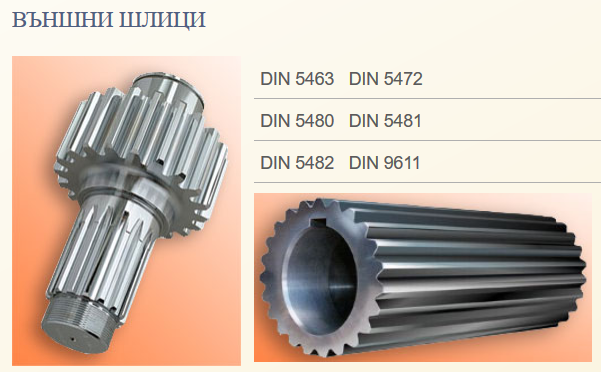 ВЪНШНИ ШЛИЦИ
DIN 5463 DIN 5472
DIN 5480 DIN 5481
DIN 5482 DIN 9611